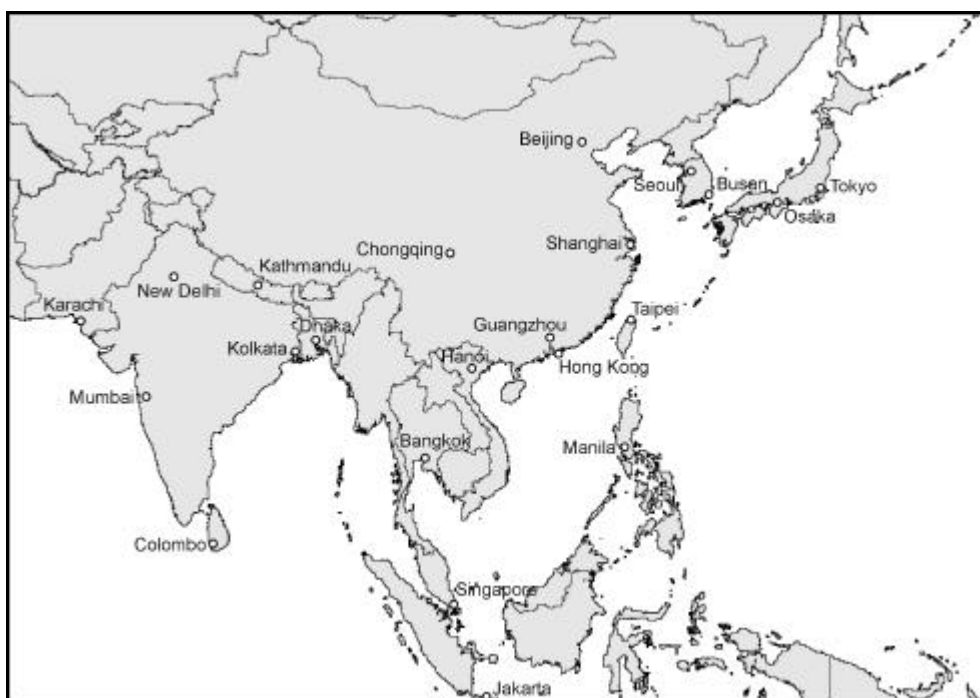 Beijing
Seoul
Busen
Tokyo
Osaka
Shanghai
Chongqing
Kathmandu
New Delhi
Karachi
Dhaka
Taipei
Guangzhou
Kolkata
Hanoi
Hong Kong
Mumbai
Bangkok
Manila
Colombo
Singapore
Jakarta